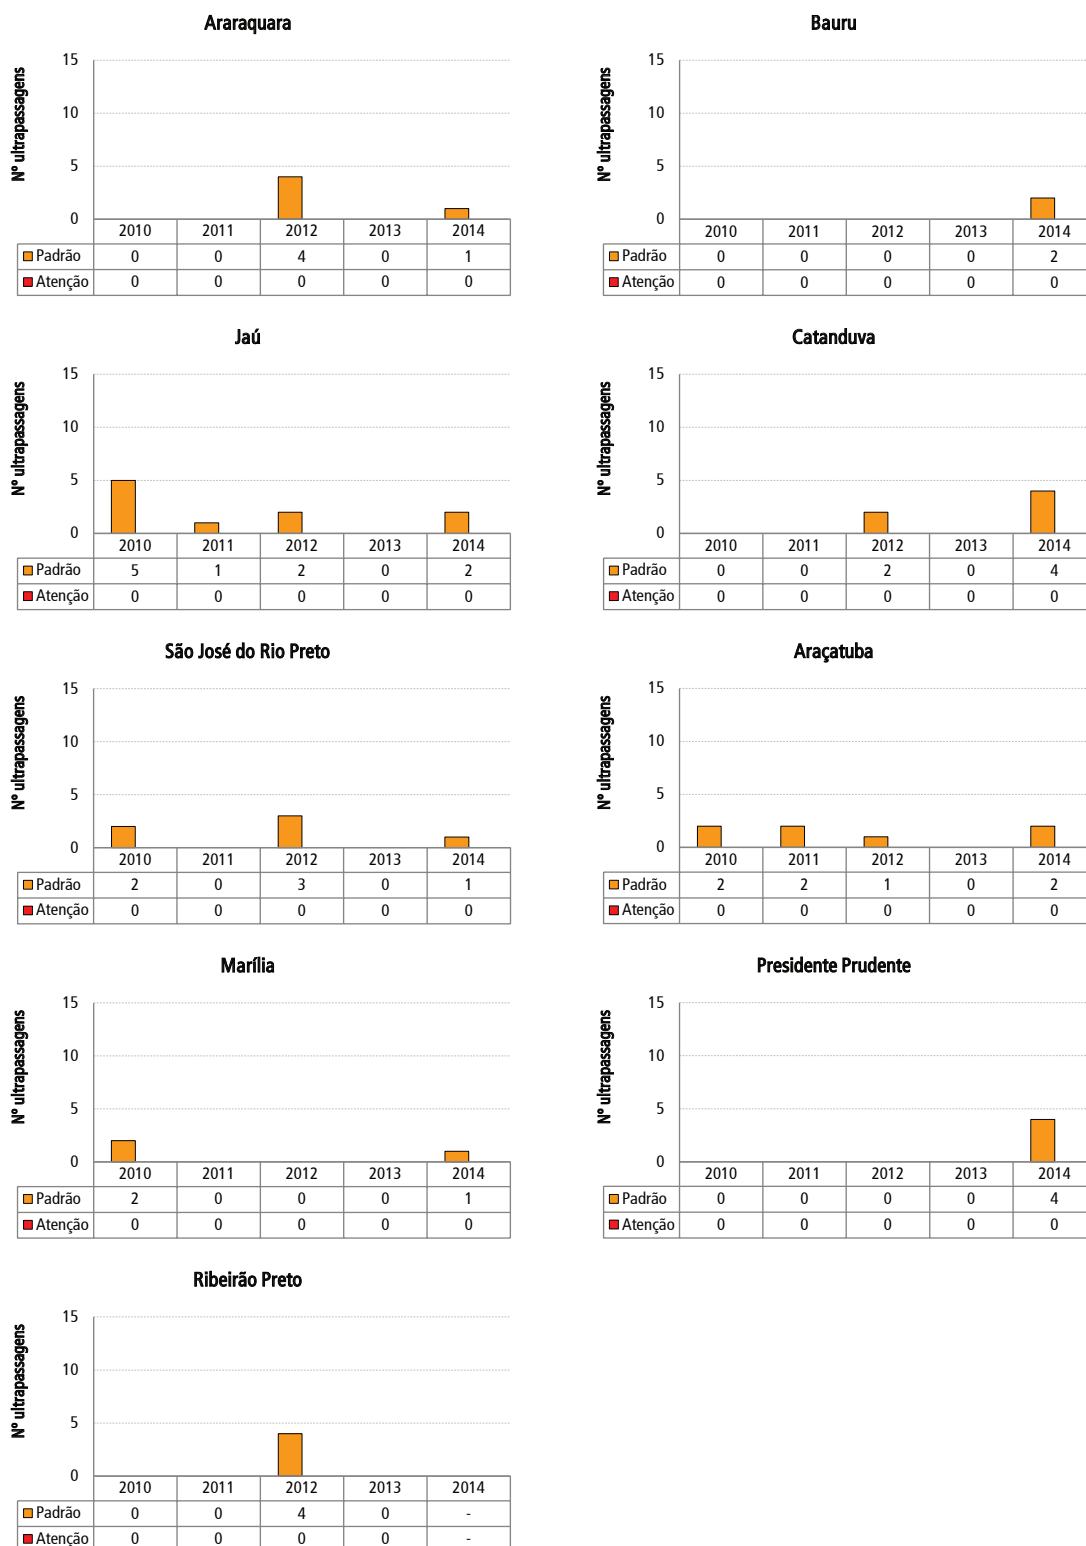 Araraquara
Nº ultrapassagens
15
10
5
0
2010 2011 2012 2013 2014
Padrão 0 0 4 0 1
Atenção 0 0 0 0 0
Bauru
Nº ultrapassagens
15
10
5
0
2010 2011 2012 2013 2014
Padrão 0 0 0 0 2
Atenção 0 0 0 0 0
Jaú
Nº ultrapassagens
15
10
5
0
2010 2011 2012 2013 2014
Padrão 5 1 2 0 2
Atenção 0 0 0 0 0
Catanduva
Nº ultrapassagens
15
10
5
0
2010 2011 2012 2013 2014
Padrão 0 0 2 0 4
Atenção 0 0 0 0 0
São José do Rio Preto
Nº ultrapassagens
15
10
5
0
2010 2011 2012 2013 2014
Padrão 2 0 3 0 1
Atenção 0 0 0 0 0
Araçatuba
Nº ultrapassagens
15
10
5
0
2010 2011 2012 2013 2014
Padrão 2 2 1 0 2
Atenção 0 0 0 0 0
Marília
Nº ultrapassagens
15
10
5
0
2010 2011 2012 2013 2014
Padrão 2 0 0 0 1
Atenção 0 0 0 0 0
Presidente Prudente
Nº ultrapassagens
15
10
5
0
2010 2011 2012 2013 2014
Padrão 0 0 0 0 4
Atenção 0 0 0 0 0
Ribeirão Preto
Nº ultrapassagens
15
10
5
0
2010 2011 2012 2013 2014
Padrão 0 0 4 0 -
Atenção 0 0 0 0 -